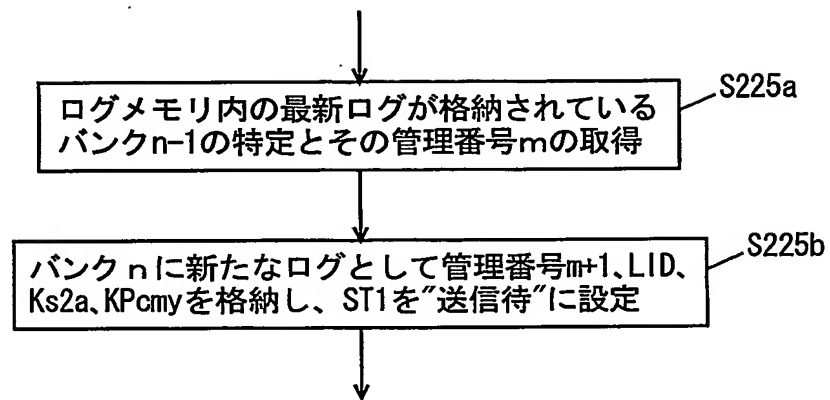 S225a
ログメモリ内の最新ログが格納されている
バンクn-1の特定とその管理番号mの取得
S225b
バンクnに新たなログとして管理番号m+1、LID、
Ks2a、KPcmyを格納し、ST1を"送信待"に設定